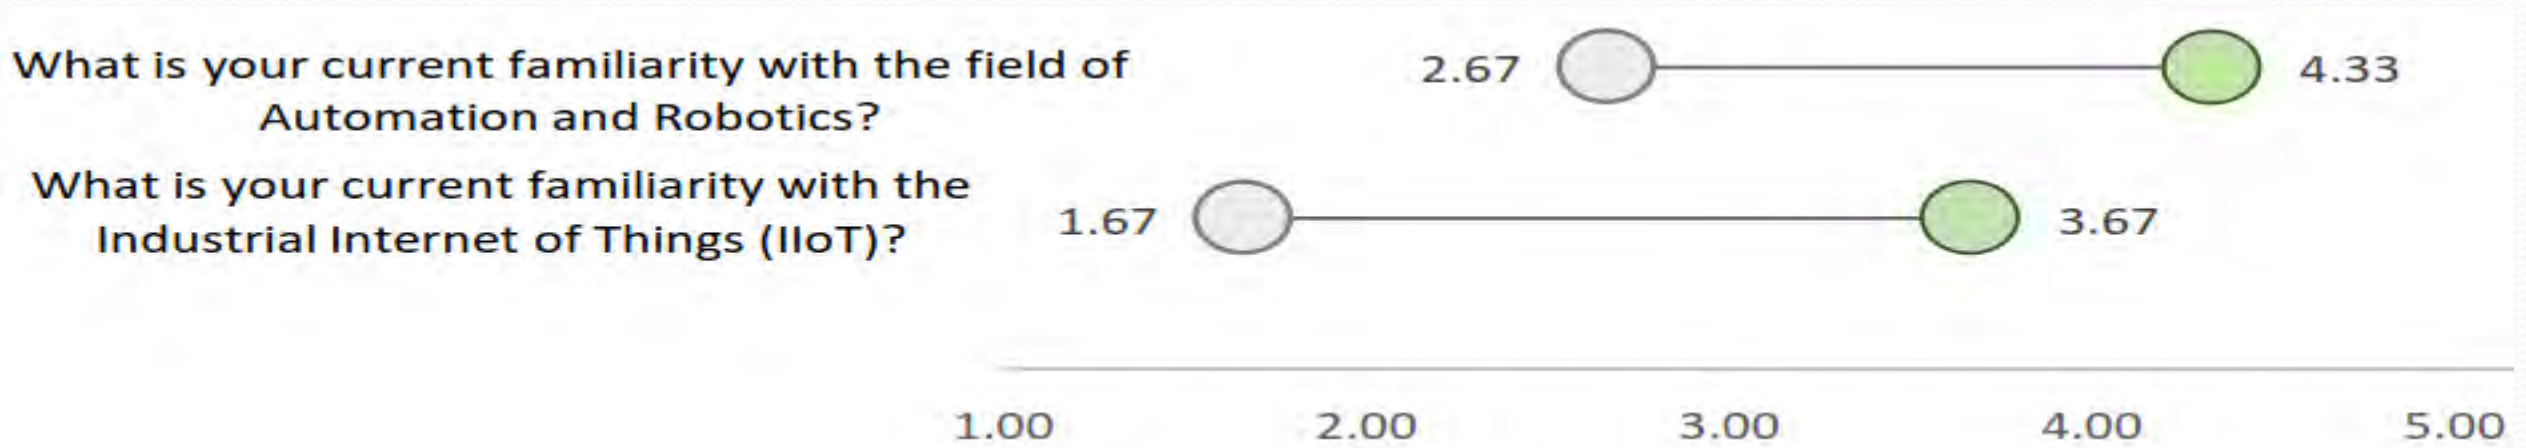 What is your current familiarity with the field of
Automation and Robotics?
2.67
4.33
What is your current familiarity with the
Industrial Internet of Things (IIoT)?
1.67
3.67
1.00 2.00 3.00 4.00 5.00